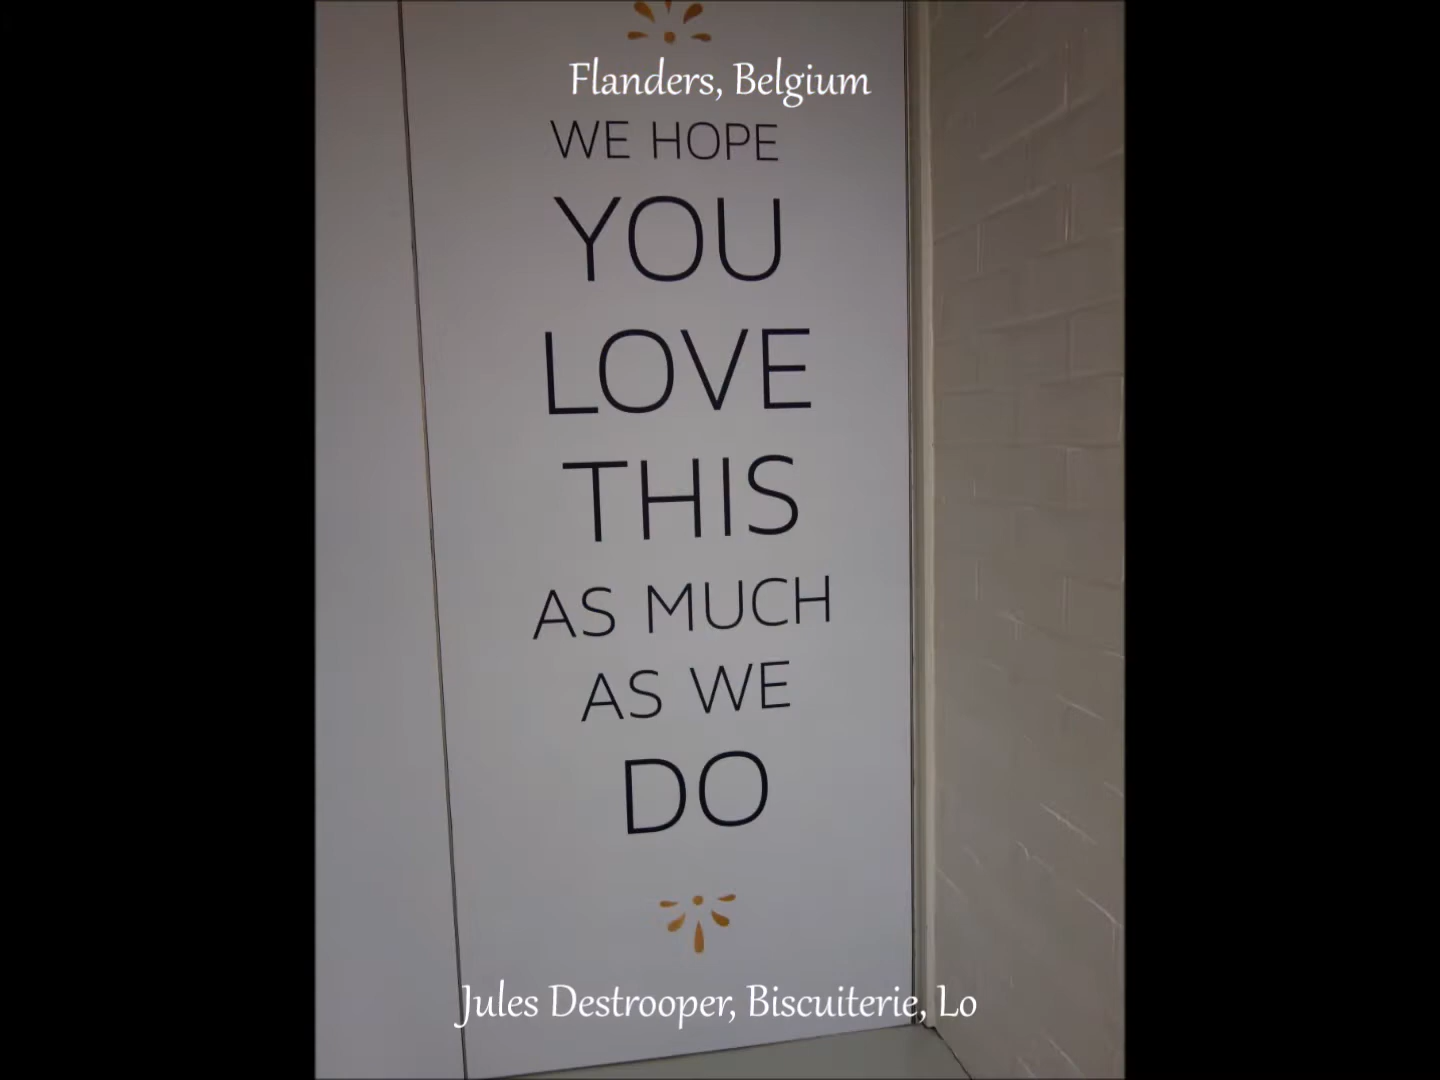 Flanders, Belgium
WE HOPE
YOU
LOVE
THIS
AS MUCH
AS WE
DO
Jules Destrooper, Biscuiterie, Lo